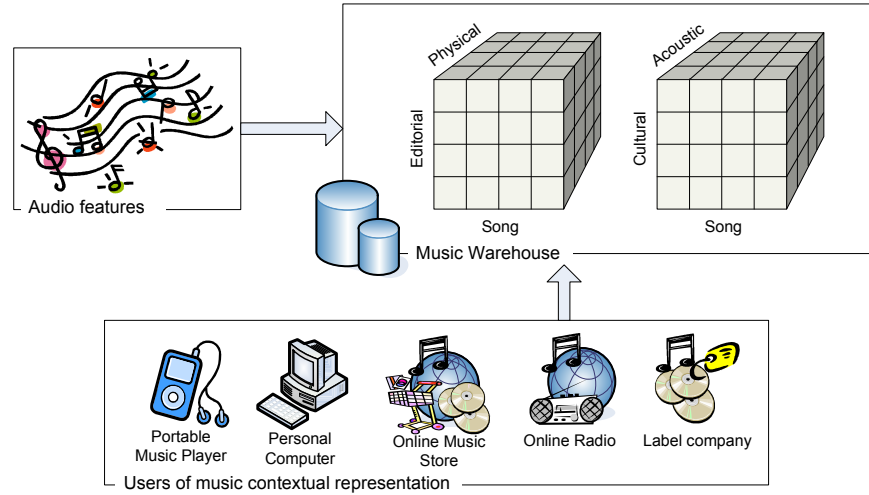 Physical
Acoustic
Editorial
Cultural
Song
Song
Music Warehouse
Audio features
Portable
Music Player
Personal
Computer
Online Music
Store
Online Radio
Label company
Users of music contextual representation